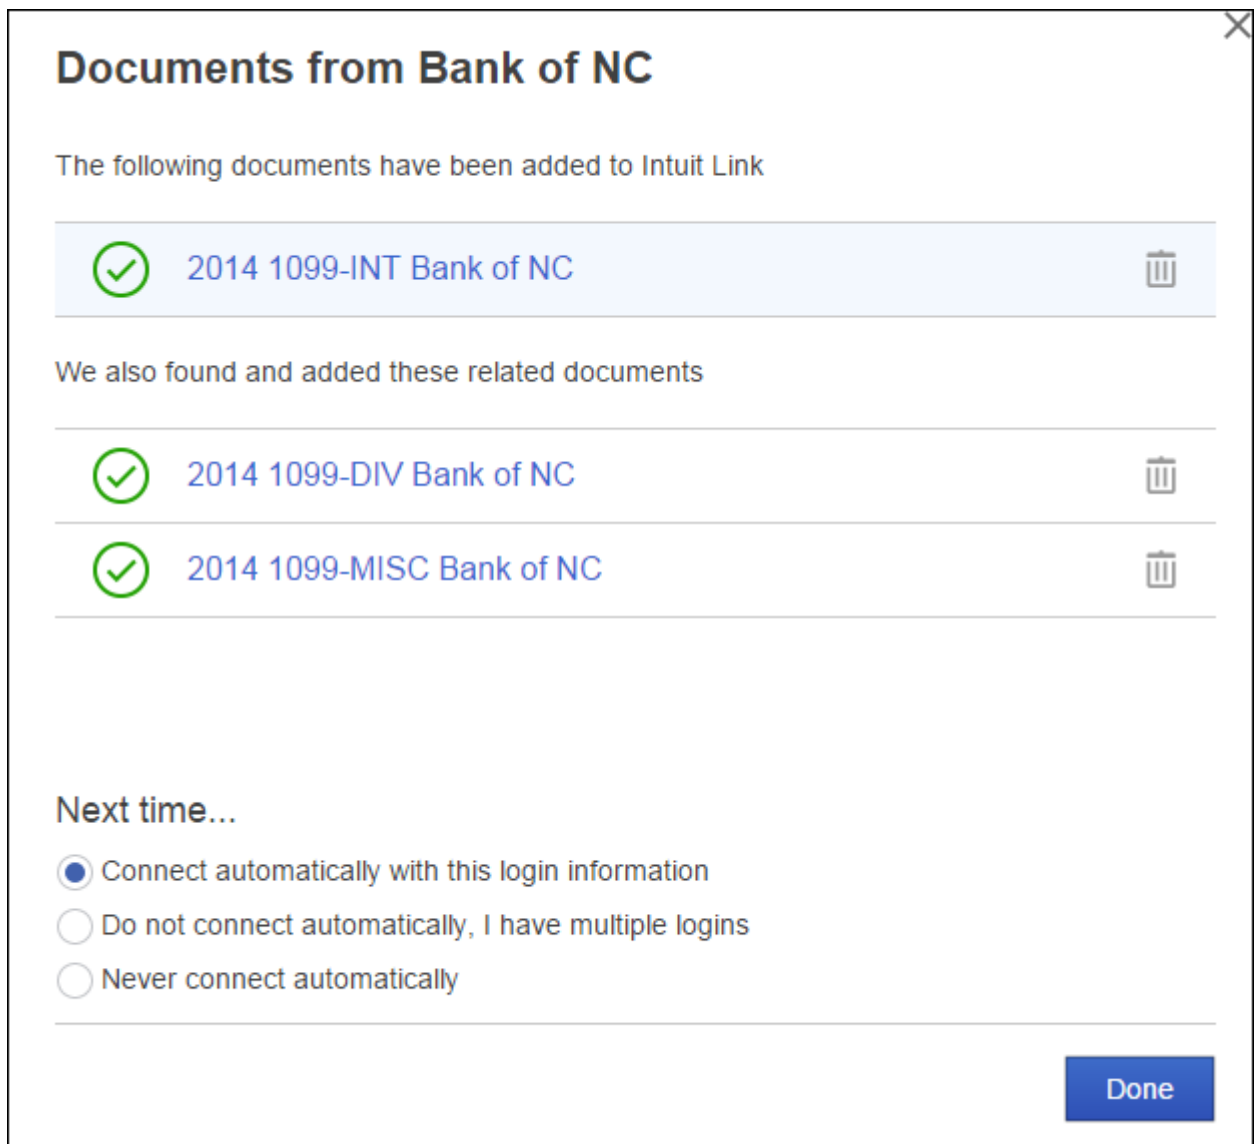 Documents from Bank of NC
The following documents have been added to Intuit Link
2014 1099-INT Bank of NC
We also found and added these related documents
2014 1099-DIV Bank of NC
2014 1099-MISC Bank of NC
Next time...
Connect automatically with this login information
Do not connect automatically, I have multiple logins
Never connect automatically
Done